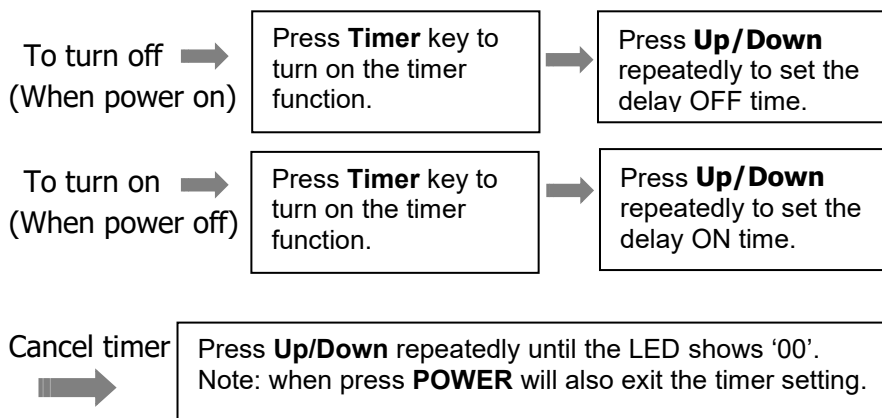 To turn off
(When power on)
Press Timer key to
turn on the timer
function.
Press Up/Down
repeatedly to set the
delay OFF time.
To turn on
(When power off)
Press Timer key to
turn on the timer
function.
Press Up/Down
repeatedly to set the
delay ON time.
Cancel timer
Press Up/Down repeatedly until the LED shows ‘00’.
Note: when press POWER will also exit the timer setting.